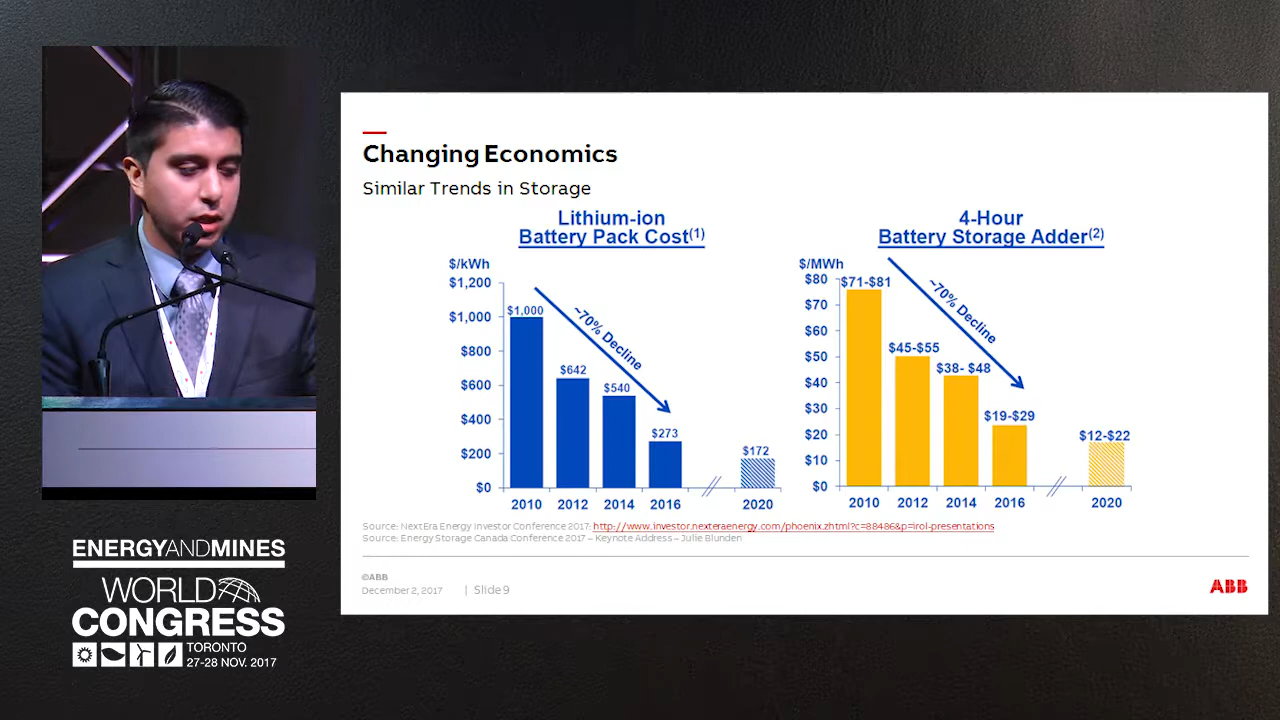 Changing Economics
Similar Trends in Storage
Lithium-ion
Battery Pack Cost(1)
$/kWh
$1,200
$1,000
$800
$600
$400
$200
$0
$1,000
$642
$540
$273
$172
~70% Decline
2010 2012 2014 2016 2020
4-Hour
Battery Storage Adder(2)
$/MWh
$80
$70
$60
$50
$40
$30
$20
$10
$0
$71-$81
$45-$55
$38- $48
$19-$29
$12-$22
~70% Decline
2010 2012 2014 2016 2020
Source: NextEra Energy Investor Conference 2017: http://www.investor.nexteraenergy.com/phoenix.zhtml?c=88486&p=irol-presentations
Source: Energy Storage Canada Conference 2017 – Keynote Address – Julie Blunden
©ABB
December 2, 2017 | Slide 9
ABB
ENERGYANDMINES
WORLD
CONGRESS
TORONTO
27-28 NOV. 2017